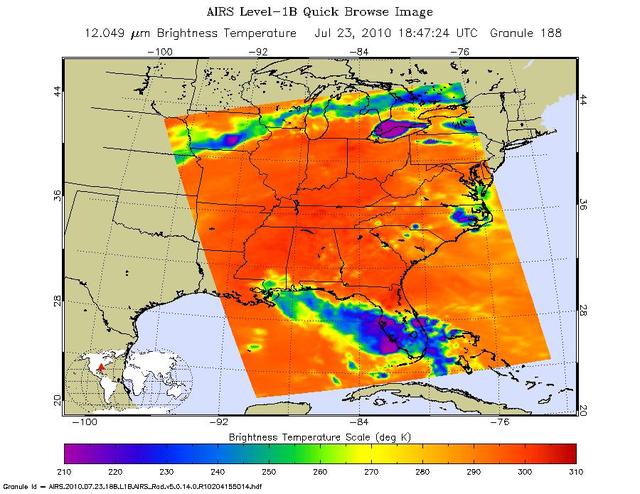 AIRS Level-1B Quick Browse Image
12.049 μm Brightness Temperature Jul 23, 2010 18:47:24 UTC Granule 188
-100 -92 -84 -76
44 44
36 36
28 28
20 20
-100 -92 -84 -76
Brightness Temperature Scale (deg K)
210 220 230 240 250 260 270 280 290 300 310
Granule Id = AIRS.2010.07.23.188.L1B.AIRS_Rad.v5.0.14.0.R10204155014.hdf